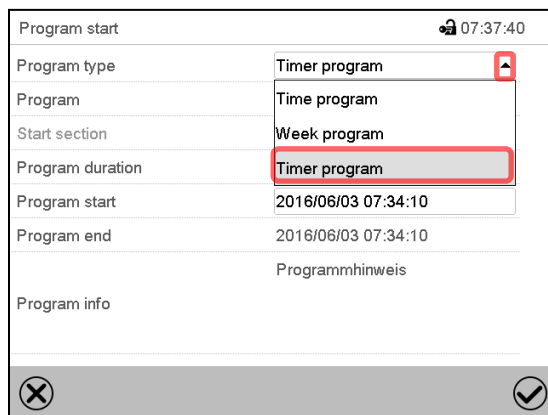 Program start 07:37:40
Program type Timer program
Program Time program
Start section Week program
Program duration Timer program
Program start 2016/06/03 07:34:10
Program end 2016/06/03 07:34:10
Programmhinweis
Program info